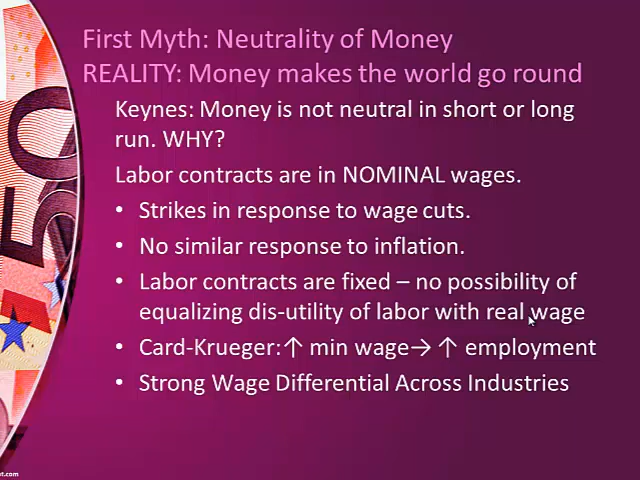 First Myth: Neutrality of Money
REALITY: Money makes the world go round
Keynes: Money is not neutral in short or long
run. WHY?
Labor contracts are in NOMINAL wages.
• Strikes in response to wage cuts.
• No similar response to inflation.
• Labor contracts are fixed – no possibility of
equalizing dis-utility of labor with real wage
• Card-Krueger:↑ min wage→ ↑ employment
• Strong Wage Differential Across Industries
50